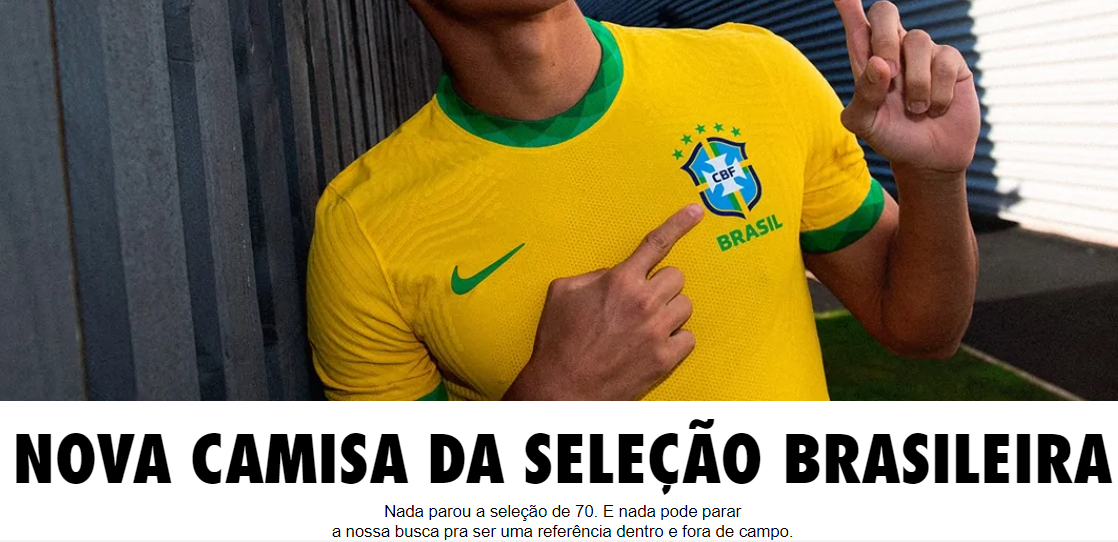 CBF
BRASIL
NOVA CAMISA DA SELEÇÃO BRASILEIRA
Nada parou a seleção de 70. E nada pode parar
a nossa busca pra ser uma referência dentro e fora de campo.